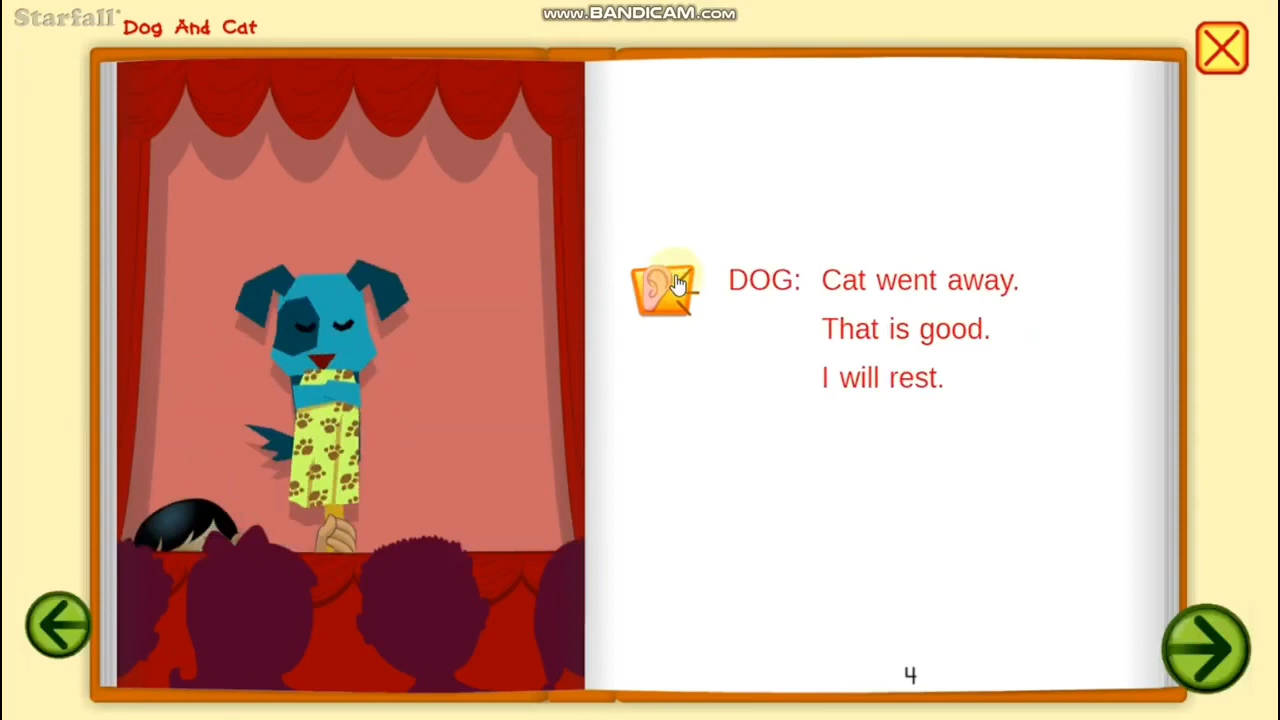 Starfall
www.BANDICAM.com
Dog And Cat
DOG: Cat went away.
That is good.
I will rest.
4